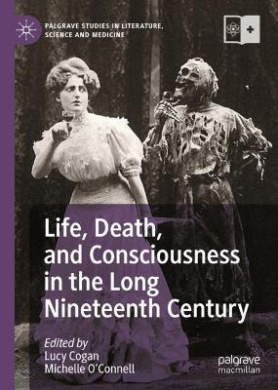 PALGRAVE STUDIES IN LITERATURE,
SCIENCE AND MEDICINE
Life, Death,
and Consciousness
in the Long
Nineteenth Century
Edited by
Lucy Cogan
Michelle O'Connell
palgrave
macmillan